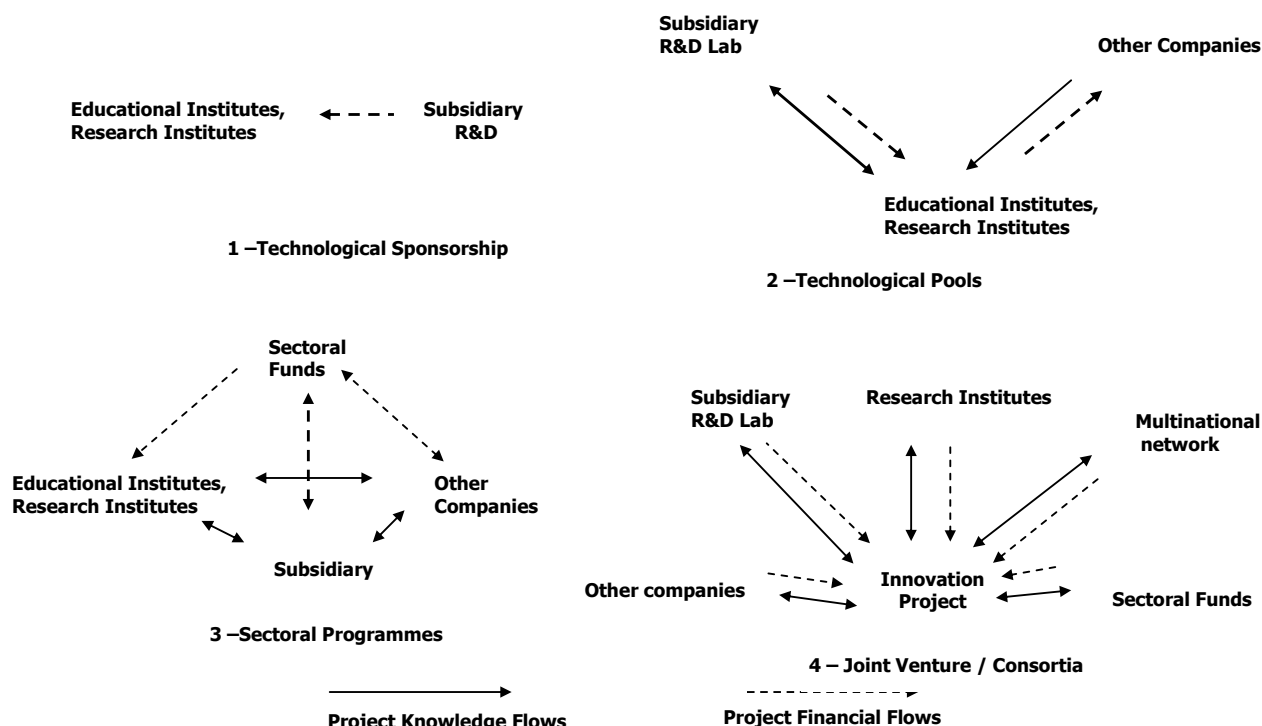 Educational Institutes,
Research Institutes
Subsidiary
R&D
1 –Technological Sponsorship
Subsidiary
R&D Lab
Other Companies
Educational Institutes,
Research Institutes
2 –Technological Pools
Sectoral
Funds
Educational Institutes,
Research Institutes
Other
Companies
Subsidiary
3 –Sectoral Programmes
Subsidiary
R&D Lab
Research Institutes
Multinational
network
Other companies
Innovation
Project
Sectoral Funds
4 – Joint Venture / Consortia
Project Knowledge Flows
Project Financial Flows